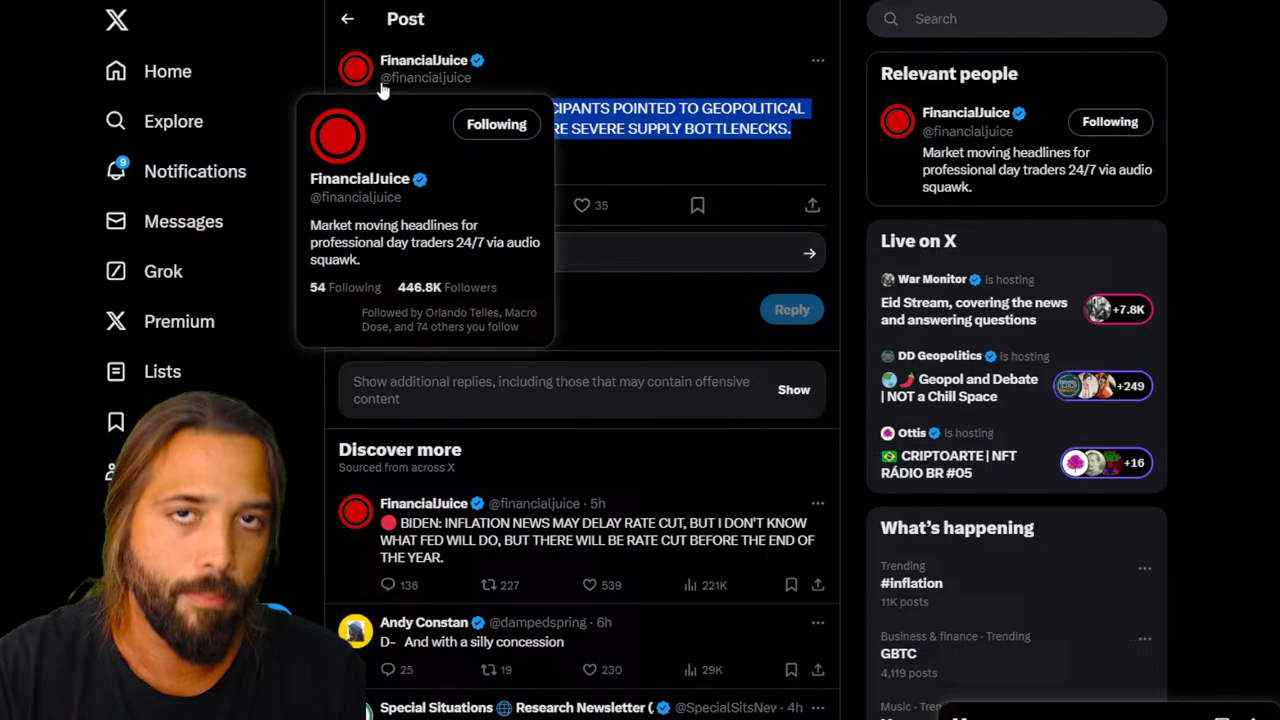 Home
Explore
9
Notifications
Messages
Grok
Premium
Lists
Post
FinancialJuice
@financialjuice
CIPANTS POINTED TO GEOPOLITICAL
RE SEVERE SUPPLY BOTTLENECKS.
Following
FinancialJuice
@financialjuice
Market moving headlines for
professional day traders 24/7 via audio
squawk.
54 Following 446.8K Followers
Followed by Orlando Telles, Macro
Dose, and 74 others you follow
35
Reply
Show additional replies, including those that may contain offensive
content
Show
Discover more
Sourced from across X
FinancialJuice @financialjuice · 5h
🔴 BIDEN: INFLATION NEWS MAY DELAY RATE CUT, BUT I DON'T KNOW
WHAT FED WILL DO, BUT THERE WILL BE RATE CUT BEFORE THE END OF
THE YEAR.
136 227 539 221K
Andy Constan @dampedspring · 6h
D- And with a silly concession
25 19 230 29K
Special Situations 🌐 Research Newsletter ( @SpecialSitsNew · 4h
Search
Relevant people
FinancialJuice
@financialjuice
Following
Market moving headlines for
professional day traders 24/7 via audio
squawk.
Live on X
War Monitor is hosting
Eid Stream, covering the news
and answering questions
+7.8K
DD Geopolitics is hosting
🌎🌶️ Geopol and Debate
| NOT a Chill Space
+249
Ottis is hosting
🇧🇷 CRIPTOARTE | NFT
RÁDIO BR #05
+16
What's happening
Trending
#inflation
11K posts
Business & finance · Trending
GBTC
4,119 posts